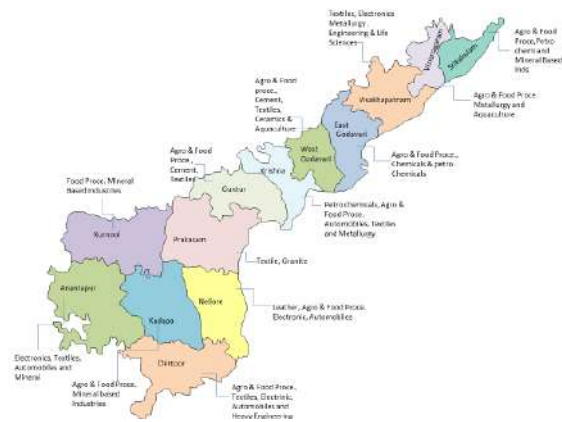 Textiles, Electronics
Metallurgy
Engineering & Life
Sciences
Agro & Food
Proce, Petro
chem and
Mineral Based
Inds
Vizianagaram
Srikakulam
Visakhapatnam
Agro & Food Proce
Metallurgy and
Aquaculture
Agro & Food
proce.,
Cement,
Textiles,
Ceramics &
Aquaculture
East
Godavari
West
Godavari
Agro & Food Proce.,
Chemicals & petro
Chemicals
Agro & Food
Proce.,
Cement,
Textiles
Krishna
Guntur
Petrochemicals, Agro &
Food Proce.
Automobiles, Textiles
and Metallurgy
Food Proce, Mineral
Based Industries
Kurnool
Prakasam
Textile, Granite
Anantapur
Kadapa
Nellore
Leather, Agro & Food Proce.
Electronic, Automobiles
Electronics, Textiles,
Automobiles and
Mineral
Agro & Food Proce.,
Mineral based
Industries
Chittoor
Agro & Food Proce.,
Textiles, Electronic,
Automobiles and
Heavy Engineering